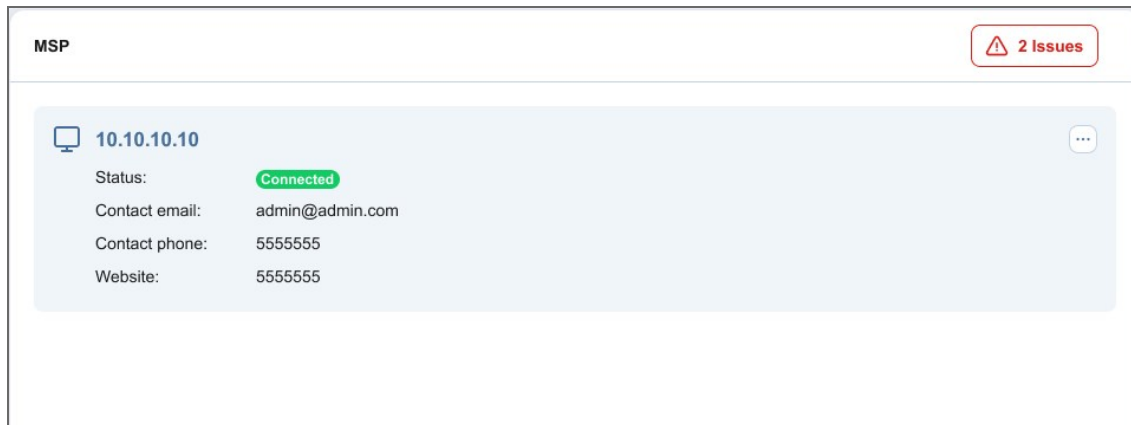 MSP
2 Issues
10.10.10.10
Status: Connected
Contact email: admin@admin.com
Contact phone: 5555555
Website: 5555555